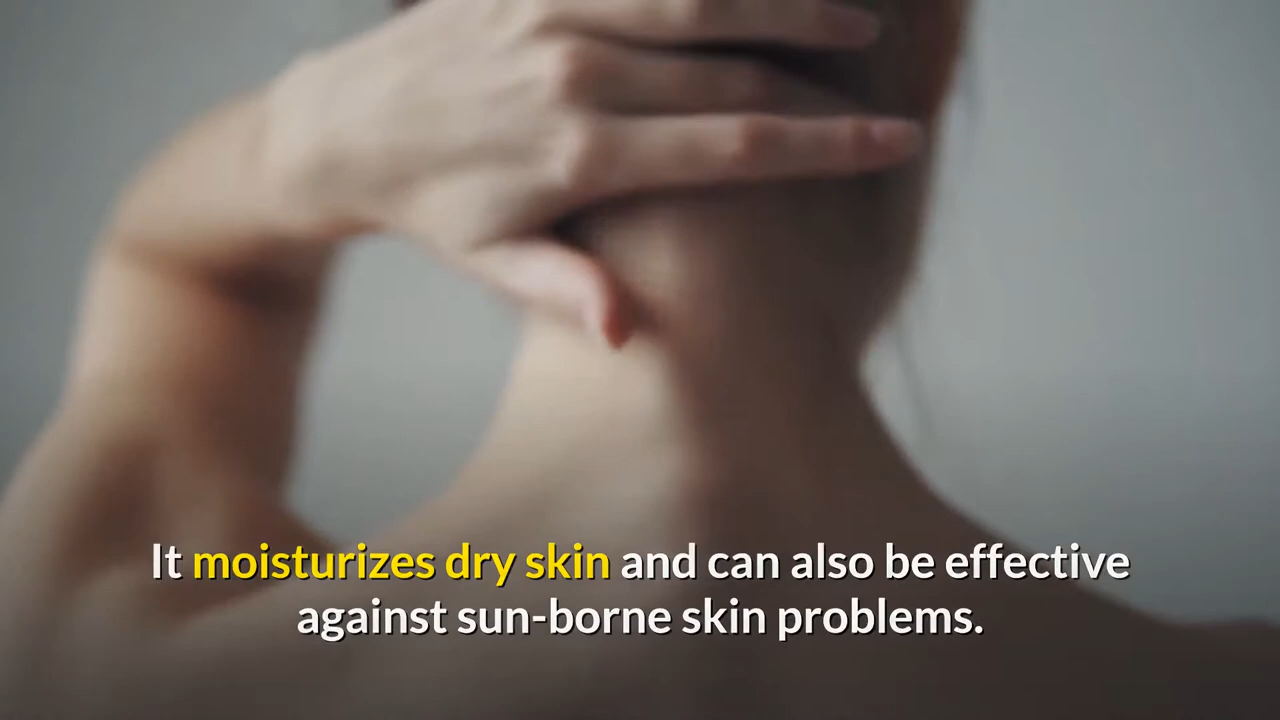 It moisturizes dry skin and can also be effective
against sun-borne skin problems.